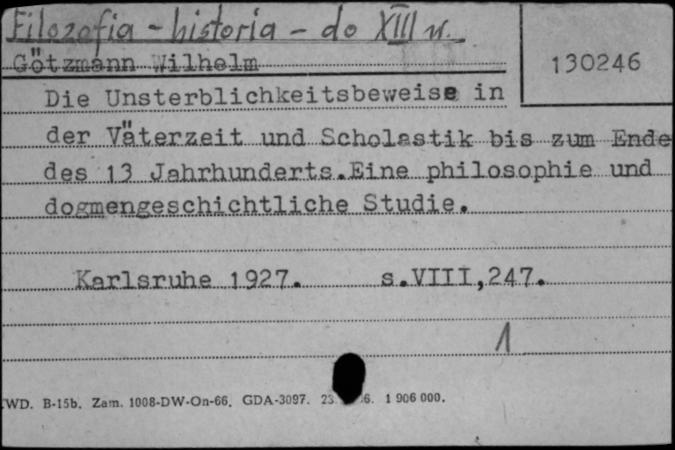 Filozofia - historia - do XIII w.
Götzmann Wilhelm
130246
Die Unsterblichkeitsbeweise in
der Väterzeit und Scholastik bis zum Ende
des 13 Jahrhunderts.Eine philosophie und
dogmengeschichtliche Studie.
Karlsruhe 1927. s.VIII,247.
1
WD. B-15b. Zam. 1008-DW-On-66. GDA-3097. 1 906 000.